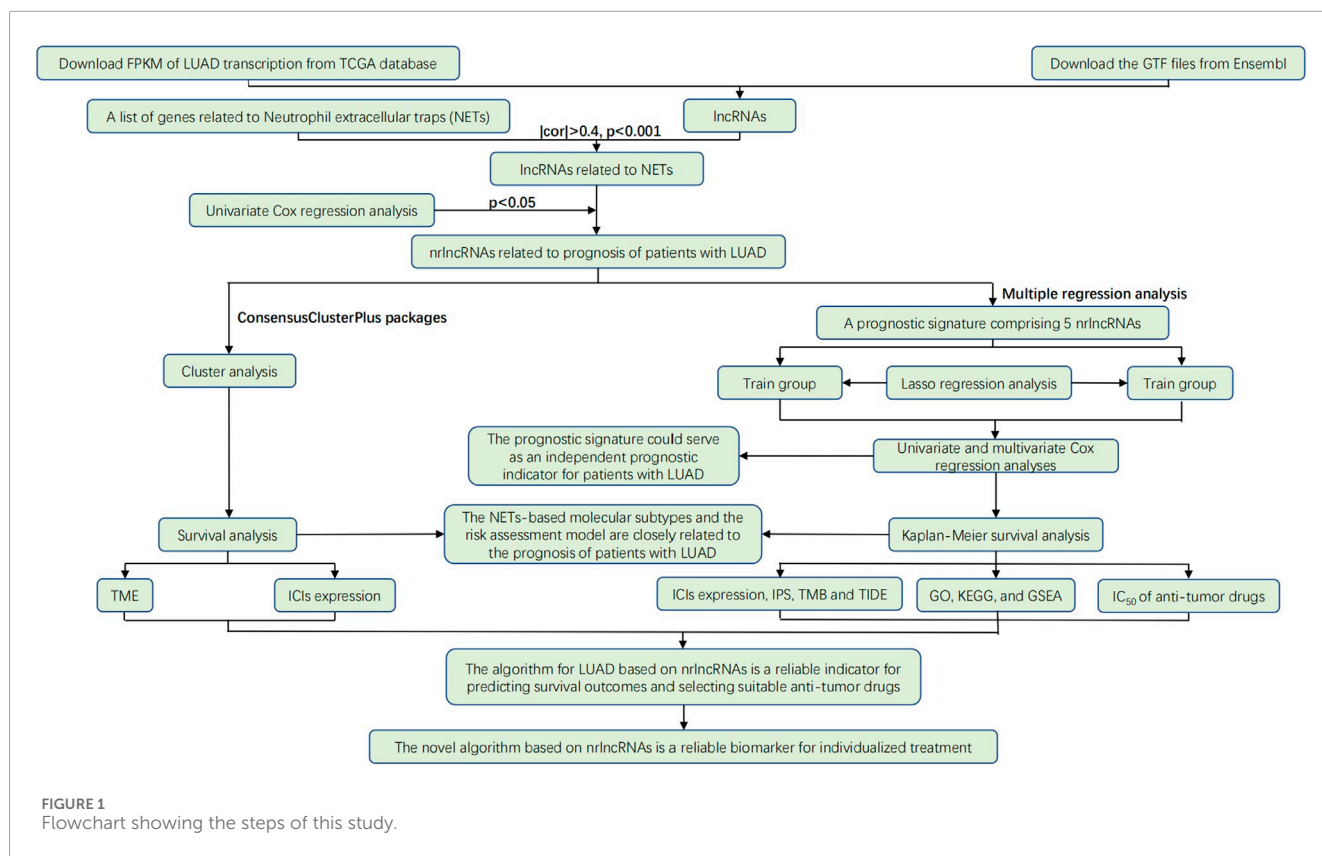 Download FPKM of LUAD transcription from TCGA database
Download the GTF files from Ensembl
A list of genes related to Neutrophil extracellular traps (NETs)
lncRNAs
|cor|>0.4, p<0.001
lncRNAs related to NETs
Univariate Cox regression analysis
p<0.05
nrlncRNAs related to prognosis of patients with LUAD
ConsensusClusterPlus packages
Multiple regression analysis
A prognostic signature comprising 5 nrlncRNAs
Cluster analysis
Train group
Lasso regression analysis
Train group
The prognostic signature could serve
as an independent prognostic
indicator for patients with LUAD
Univariate and multivariate Cox
regression analyses
Survival analysis
The NETs-based molecular subtypes and the
risk assessment model are closely related to
the prognosis of patients with LUAD
Kaplan-Meier survival analysis
TME
ICIs expression
ICIs expression, IPS, TMB and TIDE
GO, KEGG, and GSEA
IC50 of anti-tumor drugs
The algorithm for LUAD based on nrlncRNAs is a reliable indicator for
predicting survival outcomes and selecting suitable anti-tumor drugs
The novel algorithm based on nrlncRNAs is a reliable biomarker for individualized treatment
FIGURE 1
Flowchart showing the steps of this study.